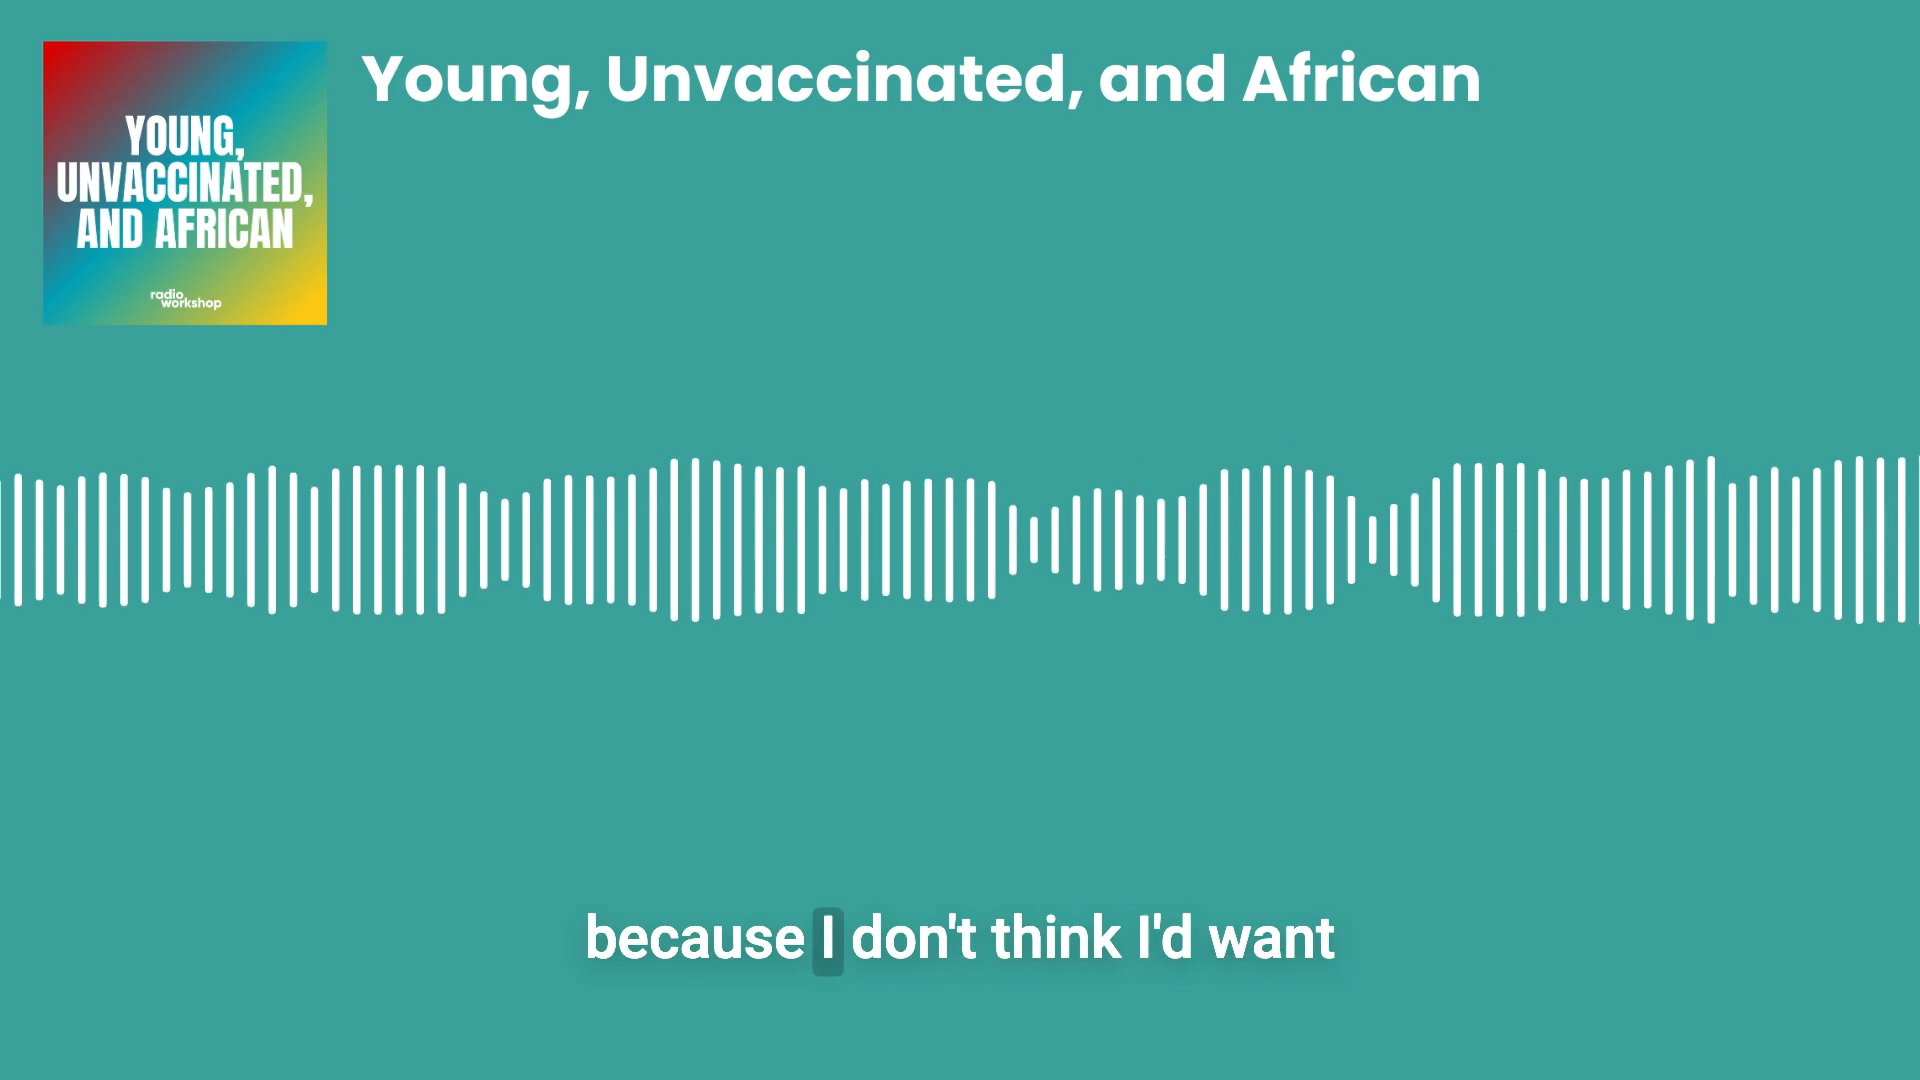 Young, Unvaccinated, and African
YOUNG,
UNVACCINATED,
AND AFRICAN
radio
workshop
because I don't think I'd want